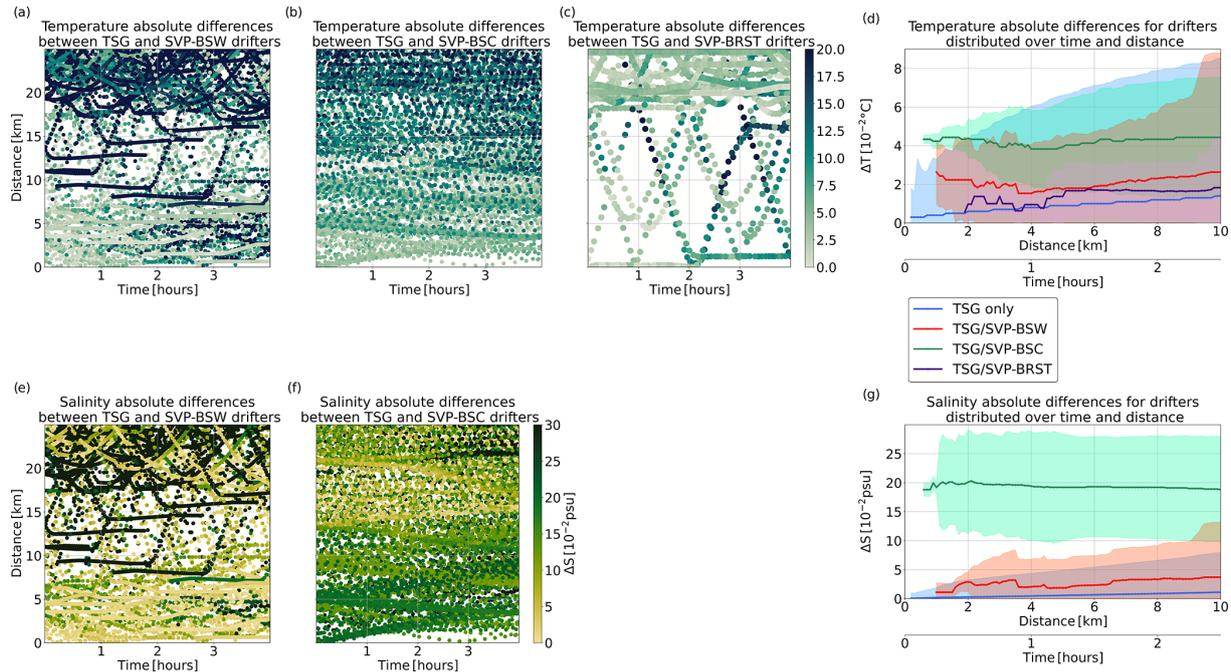 (a)
Temperature absolute differences
between TSG and SVP-BSW drifters
Distance [km]
20
15
10
5
0
1
2
3
Time [hours]
(b)
Temperature absolute differences
between TSG and SVP-BSC drifters
1
2
3
Time [hours]
(c)
Temperature absolute differences
between TSG and SVP-BRST drifters
1
2
3
Time [hours]
20.0
17.5
15.0
12.5
10.0
7.5
5.0
2.5
0.0
(d)
Temperature absolute differences for drifters
distributed over time and distance
ΔT [10⁻²°C]
8
6
4
2
0
0
2
4
6
8
10
Distance [km]
0
1
2
Time [hours]
TSG only
TSG/SVP-BSW
TSG/SVP-BSC
TSG/SVP-BRST
(e)
Salinity absolute differences
between TSG and SVP-BSW drifters
Distance [km]
20
15
10
5
0
1
2
3
Time [hours]
(f)
Salinity absolute differences
between TSG and SVP-BSC drifters
1
2
3
Time [hours]
30
25
20
15
10
5
0
ΔS [10⁻²psu]
(g)
Salinity absolute differences for drifters
distributed over time and distance
ΔS [10⁻²psu]
25
20
15
10
5
0
0
2
4
6
8
10
Distance [km]
0
1
2
Time [hours]